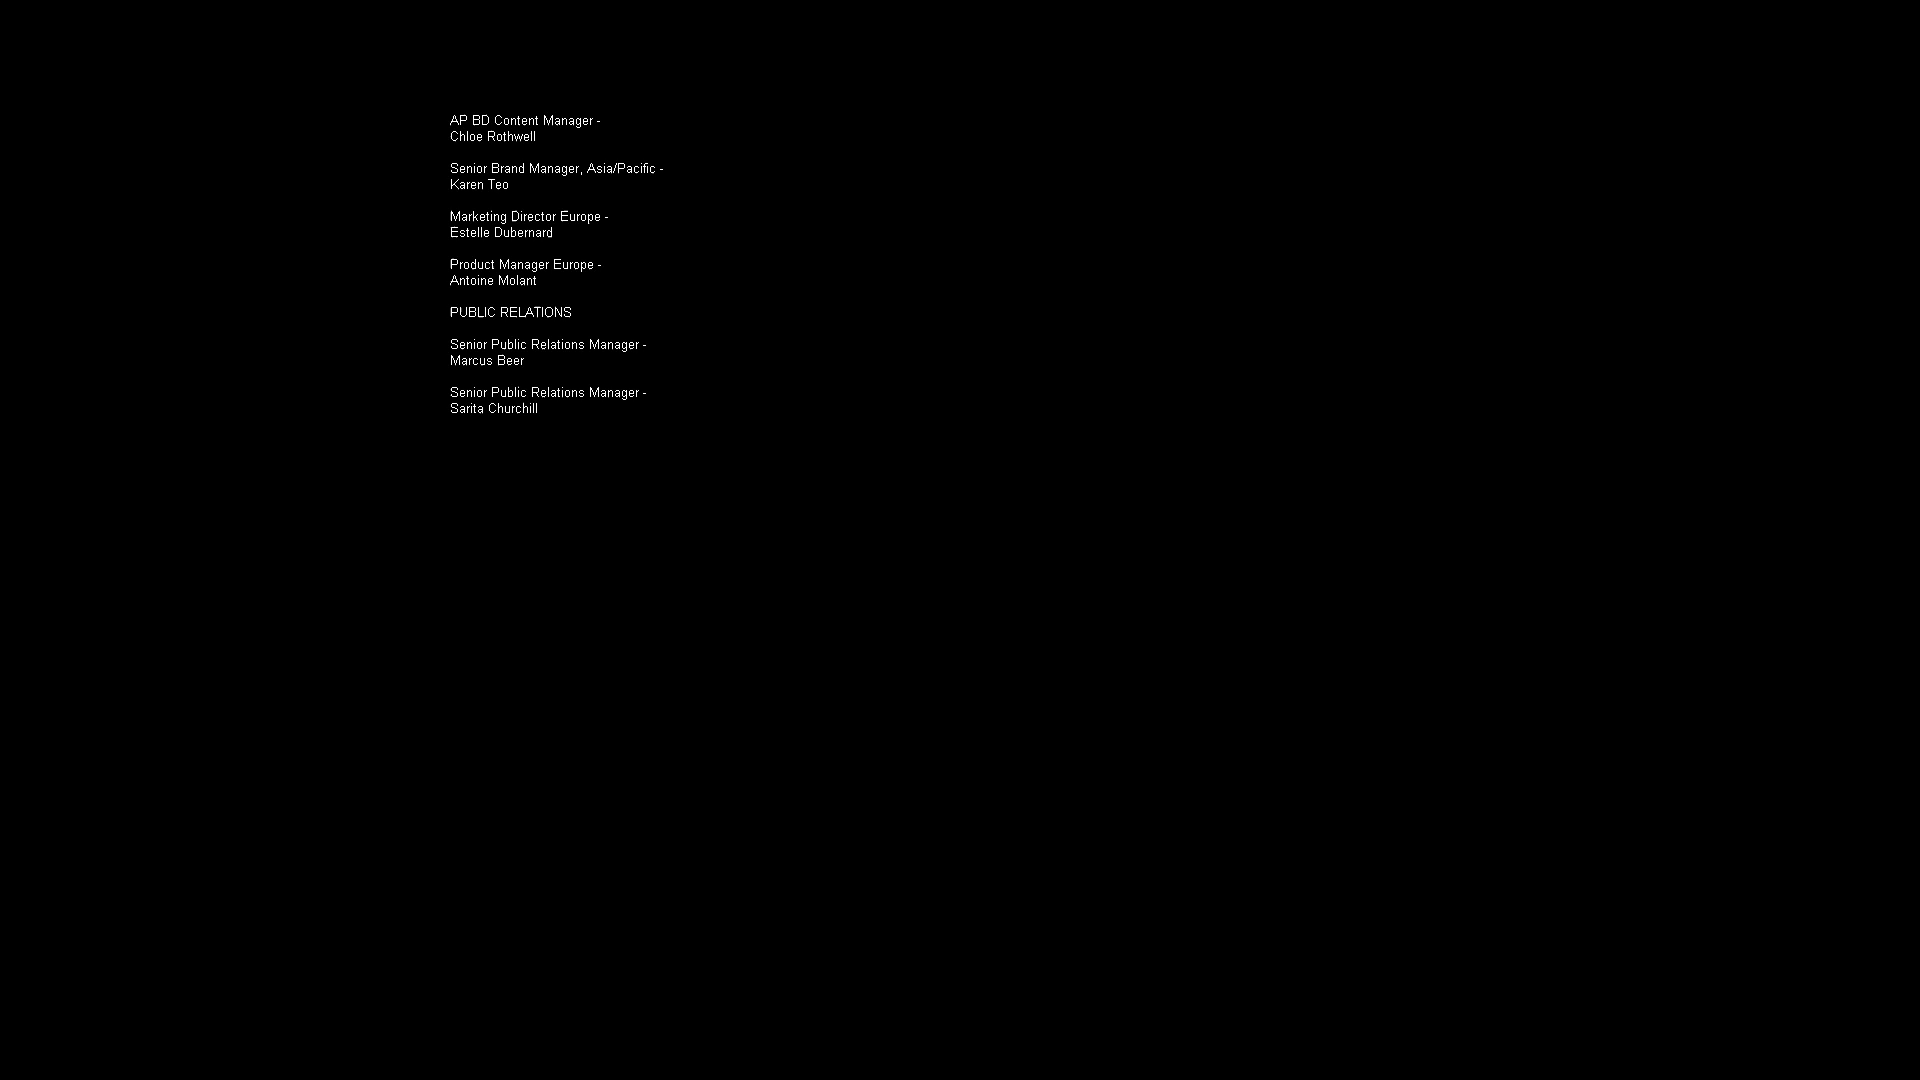 AP BD Content Manager -
Chloe Rothwell
Senior Brand Manager, Asia/Pacific -
Karen Teo
Marketing Director Europe -
Estelle Dubernard
Product Manager Europe -
Antoine Molant
PUBLIC RELATIONS
Senior Public Relations Manager -
Marcus Beer
Senior Public Relations Manager -
Sarita Churchill